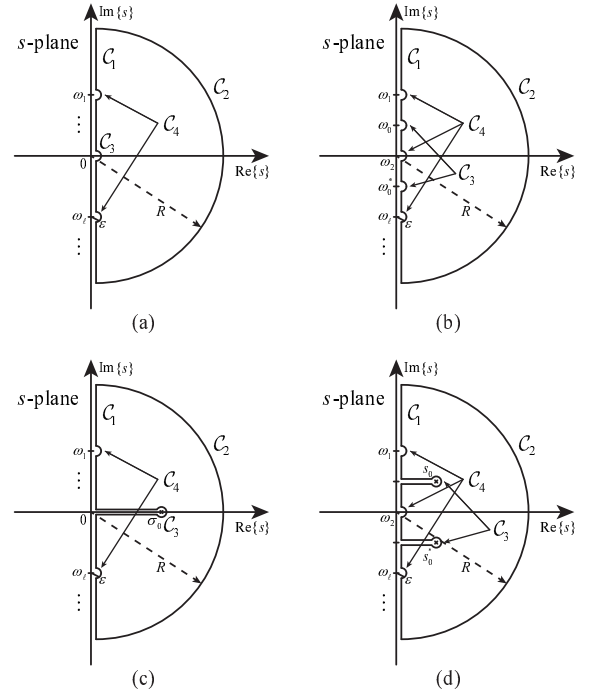 Im{s}
s-plane
C1
C2
ω1
⋮
C4
C3
0
Re{s}
R
ωℓ
ε
⋮
(a)
Im{s}
s-plane
C1
C2
ω1
ω0
C4
ω2
C3
Re{s}
ω0*
R
ωℓ
ε
⋮
(b)
Im{s}
s-plane
C1
C2
ω1
⋮
C4
0
σ0
C3
Re{s}
R
ωℓ
ε
⋮
(c)
Im{s}
s-plane
C1
C2
ω1
s0
C4
ω2
C3
Re{s}
s0*
R
ωℓ
ε
⋮
(d)